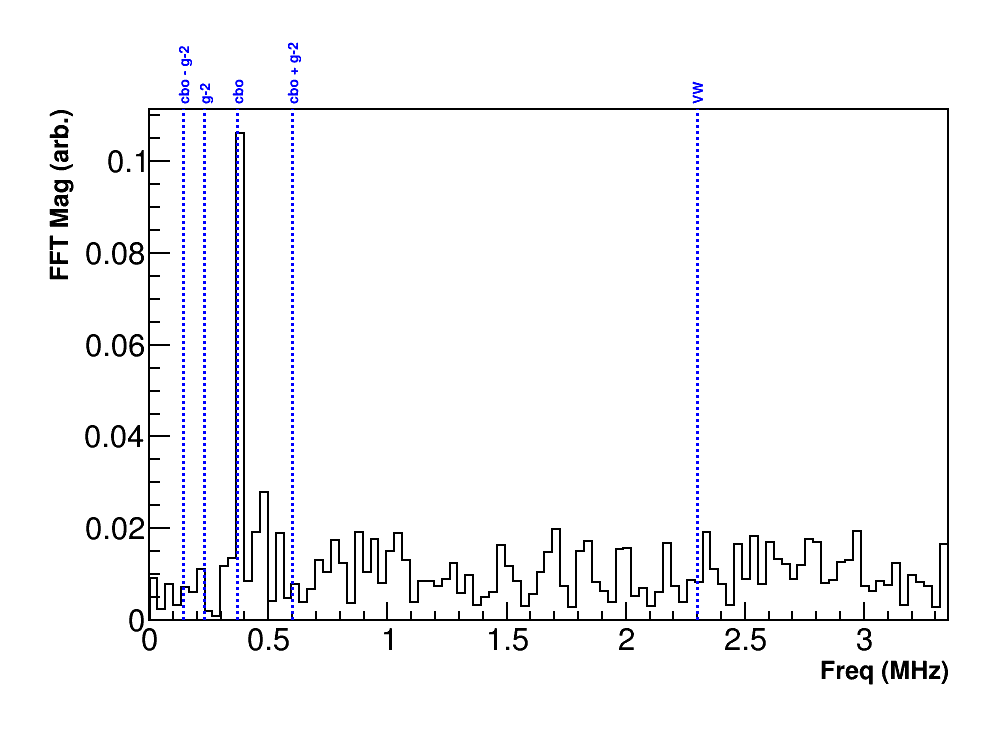 cbo - g-2
g-2
cbo
cbo + g-2
VW
FFT Mag (arb.)
0.1
0.08
0.06
0.04
0.02
0
0 0.5 1 1.5 2 2.5 3
Freq (MHz)